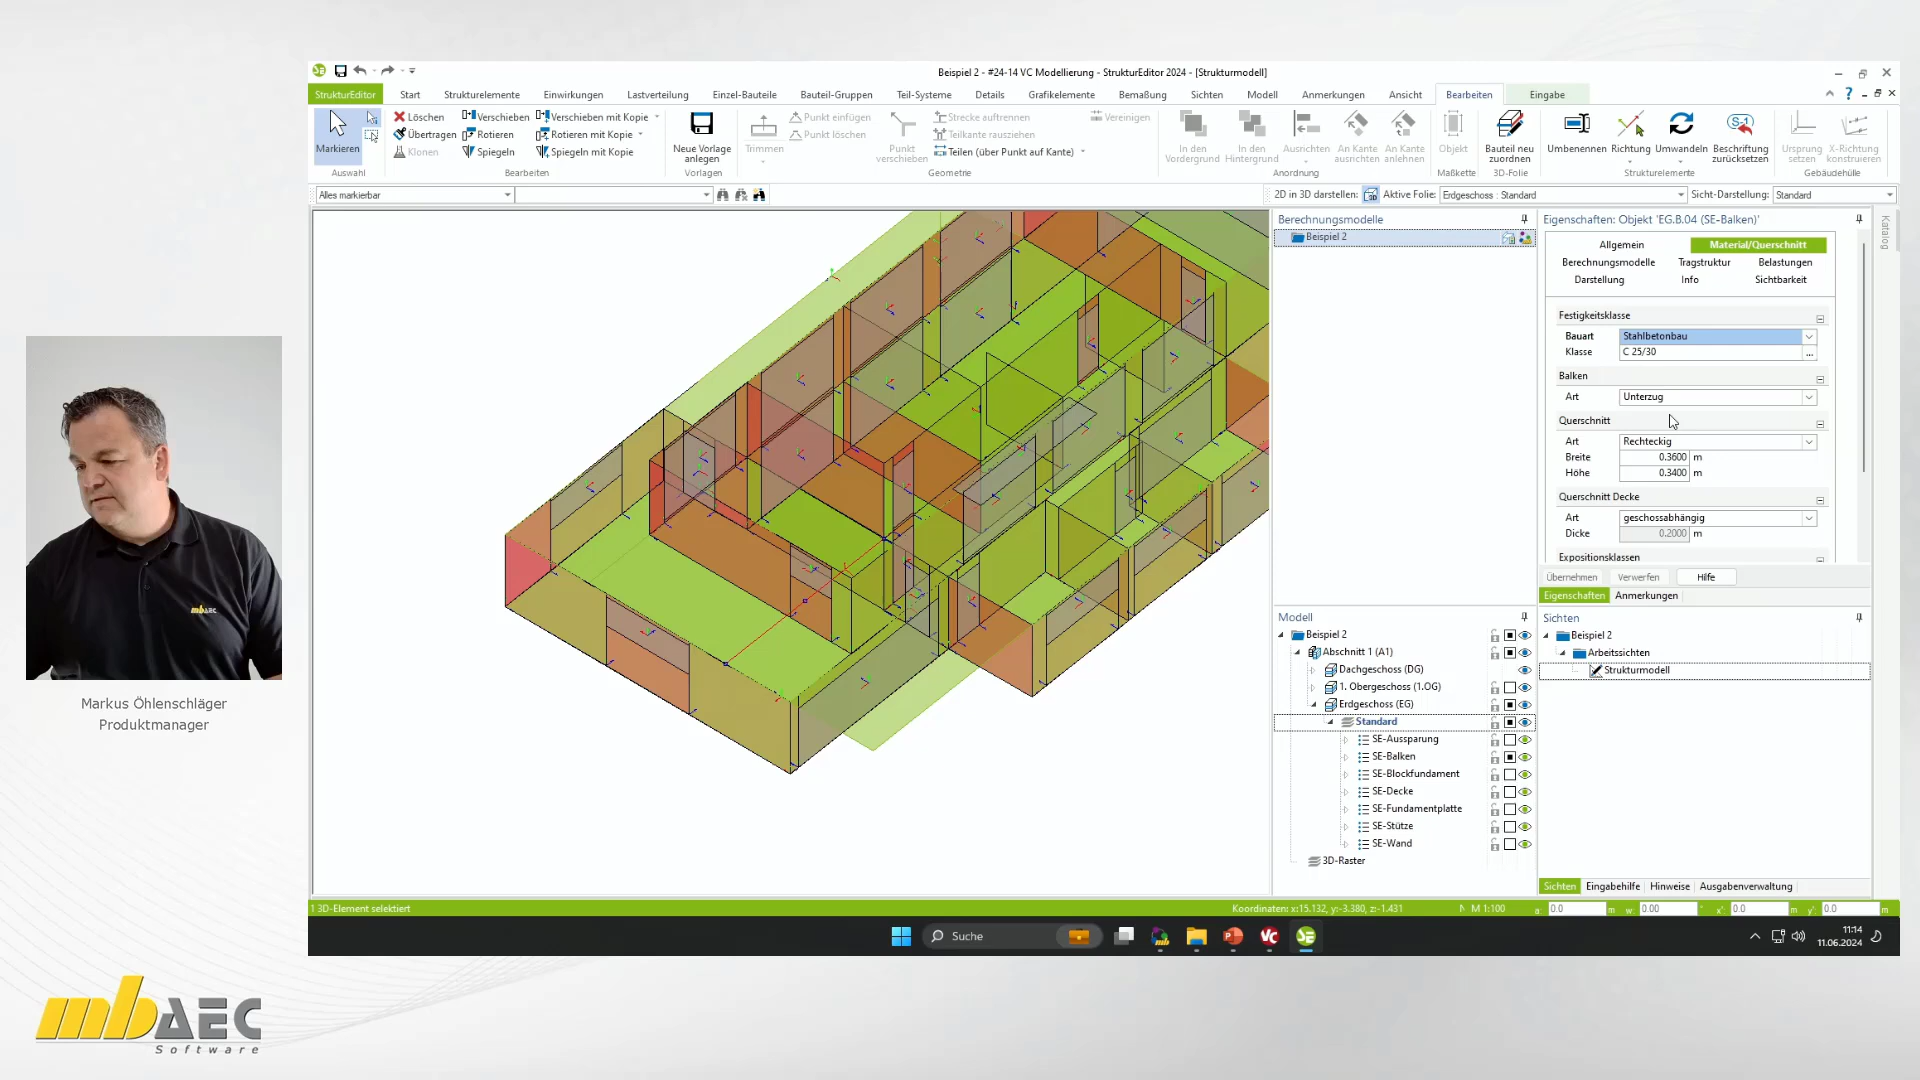 Beispiel 2 - #24-14 VC Modellierung - StrukturEditor 2024 - [Strukturmodell]
StrukturEditor Start Strukturelemente Einwirkungen Lastverteilung Einzel-Bauteile Bauteil-Gruppen Teil-Systeme Details Grafikelemente Bemaßung Sichten Modell Anmerkungen Ansicht Bearbeiten Eingabe
Markieren
Auswahl
Löschen Verschieben Verschieben mit Kopie
Übertragen Rotieren Rotieren mit Kopie
Klonen Spiegeln Spiegeln mit Kopie
Bearbeiten
Neue Vorlage anlegen
Vorlagen
Trimmen
Punkt einfügen
Punkt löschen
Punkt verschieben
Strecke auftrennen
Teilkante rausziehen
Teilen (über Punkt auf Kante)
Vereinigen
Geometrie
In den Vordergrund
In den Hintergrund
Ausrichten
An Kante ausrichten
An Kante anlehnen
Anordnung
Objekt
Maßkette
Bauteil neu zuordnen
3D-Folie
Umbenennen Richtung Umwandeln
S-1
Beschriftung zurücksetzen
Strukturelemente
Ursprung setzen
X-Richtung konstruieren
Gebäudehülle
Alles markierbar
2D in 3D darstellen: Aktive Folie: Erdgeschoss : Standard Sicht-Darstellung: Standard
Berechnungsmodelle
Beispiel 2
Eigenschaften: Objekt 'EG.B.04 (SE-Balken)'
Katalog
Allgemein Material/Querschnitt
Berechnungsmodelle Tragstruktur Belastungen
Darstellung Info Sichtbarkeit
Festigkeitsklasse
Bauart Stahlbetonbau
Klasse C 25/30 ...
Balken
Art Unterzug
Querschnitt
Art Rechteckig
Breite 0.3600 m
Höhe 0.3400 m
Querschnitt Decke
Art geschossabhängig
Dicke 0.2000 m
Expositionsklassen
Übernehmen Verwerfen Hilfe
Eigenschaften Anmerkungen
Modell
Beispiel 2
Abschnitt 1 (A1)
Dachgeschoss (DG)
1. Obergeschoss (1.OG)
Erdgeschoss (EG)
Standard
SE-Aussparung
SE-Balken
SE-Blockfundament
SE-Decke
SE-Fundamentplatte
SE-Stütze
SE-Wand
3D-Raster
Sichten
Beispiel 2
Arbeitssichten
Strukturmodell
Sichten Eingabehilfe Hinweise Ausgabenverwaltung
1 3D-Element selektiert
Koordinaten: x:15.132, y:-3.380, z:-1.431 N M 1:100 a: 0.0 m w: 0.00 ° x': 0.0 m y': 0.0 m
Suche
11:14
11.06.2024
mbAEC
Markus Öhlenschläger
Produktmanager
mbAEC
Software